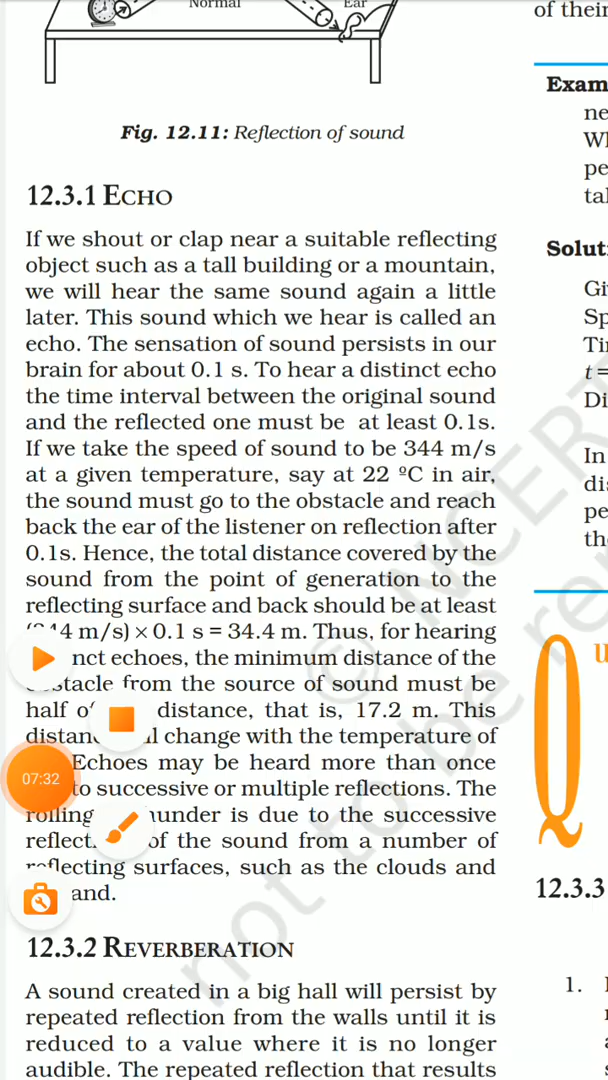 Normal
Ear
Fig. 12.11: Reflection of sound
12.3.1 ECHO
If we shout or clap near a suitable reflecting
object such as a tall building or a mountain,
we will hear the same sound again a little
later. This sound which we hear is called an
echo. The sensation of sound persists in our
brain for about 0.1 s. To hear a distinct echo
the time interval between the original sound
and the reflected one must be at least 0.1s.
If we take the speed of sound to be 344 m/s
at a given temperature, say at 22 ºC in air,
the sound must go to the obstacle and reach
back the ear of the listener on reflection after
0.1s. Hence, the total distance covered by the
sound from the point of generation to the
reflecting surface and back should be at least
4 m/s) × 0.1 s = 34.4 m. Thus, for hearing
nct echoes, the minimum distance of the
stacle from the source of sound must be
half of distance, that is, 17.2 m. This
distan l change with the temperature of
Echoes may be heard more than once
to successive or multiple reflections. The
rolling hunder is due to the successive
reflect of the sound from a number of
reflecting surfaces, such as the clouds and
and.
07:32
12.3.2 REVERBERATION
A sound created in a big hall will persist by
repeated reflection from the walls until it is
reduced to a value where it is no longer
audible. The repeated reflection that results
of their
Exam
ne
Wh
pe
tal
Solut
Gi
Sp
Ti
t =
Di
In
dis
pe
th
Q
u
12.3.3
1.
© NCERT
not to be re